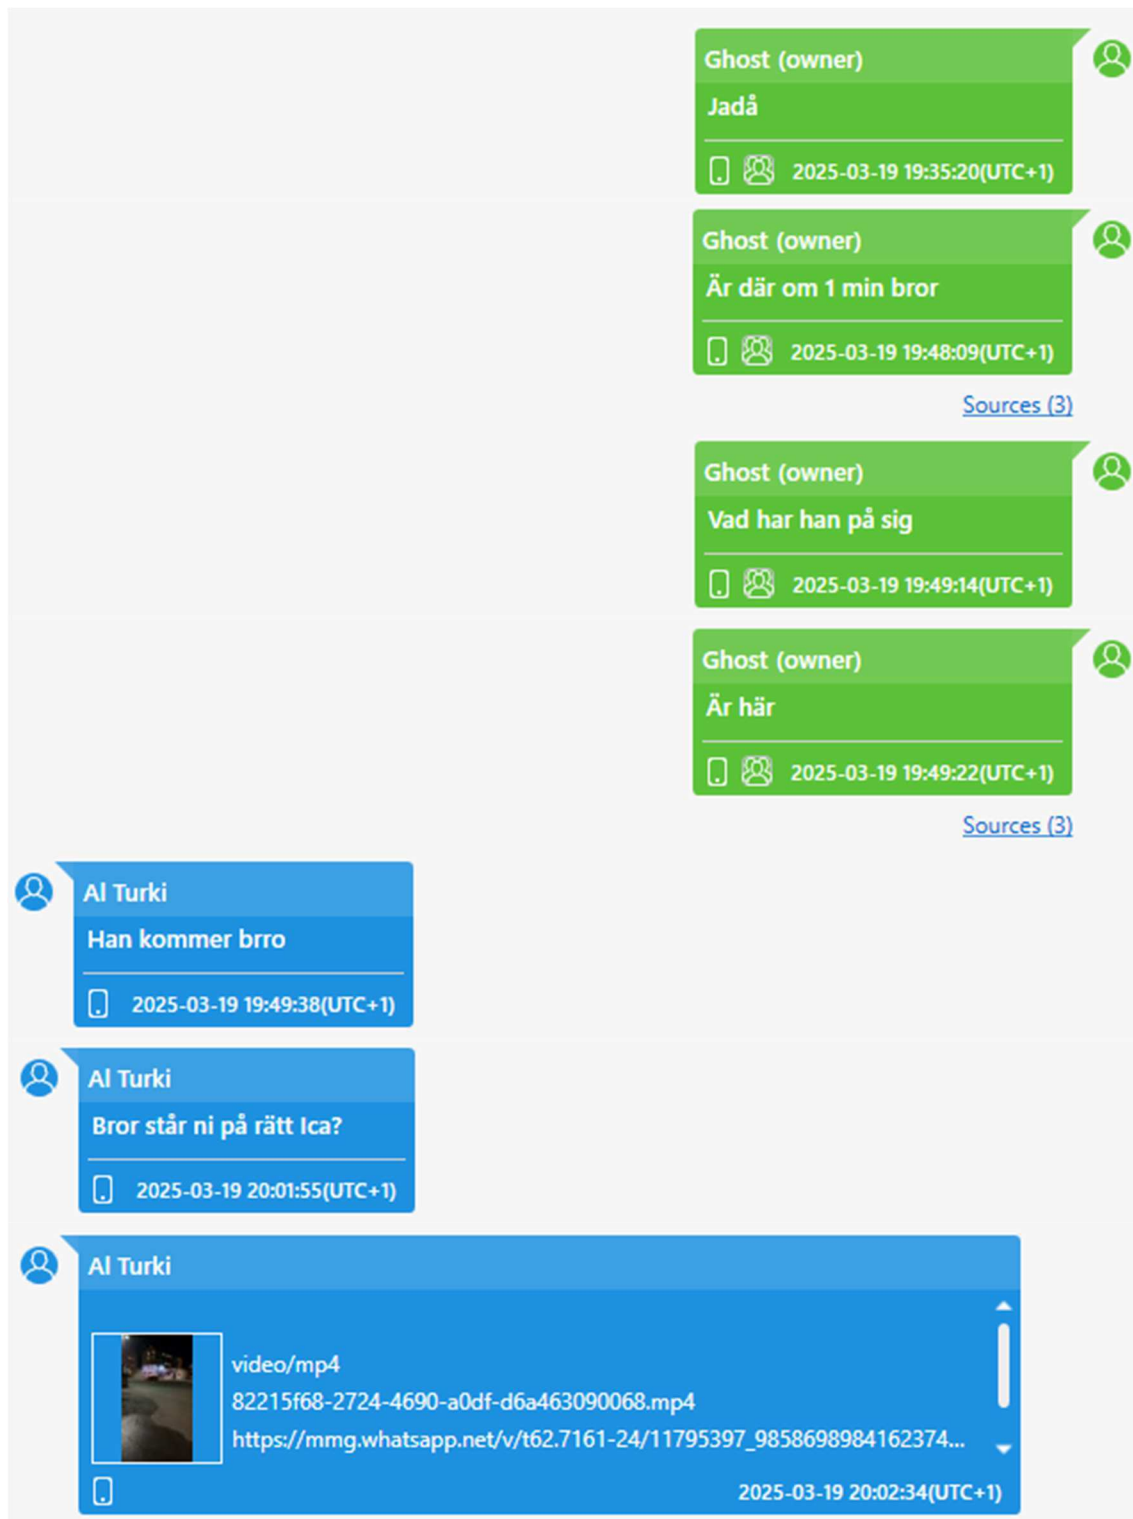 Ghost (owner)
Jadå
2025-03-19 19:35:20(UTC+1)
Ghost (owner)
Är där om 1 min bror
2025-03-19 19:48:09(UTC+1)
Sources (3)
Ghost (owner)
Vad har han på sig
2025-03-19 19:49:14(UTC+1)
Ghost (owner)
Är här
2025-03-19 19:49:22(UTC+1)
Sources (3)
Al Turki
Han kommer brro
2025-03-19 19:49:38(UTC+1)
Al Turki
Bror står ni på rätt Ica?
2025-03-19 20:01:55(UTC+1)
Al Turki
video/mp4
82215f68-2724-4690-a0df-d6a463090068.mp4
https://mmg.whatsapp.net/v/t62.7161-24/11795397_9858698984162374...
2025-03-19 20:02:34(UTC+1)